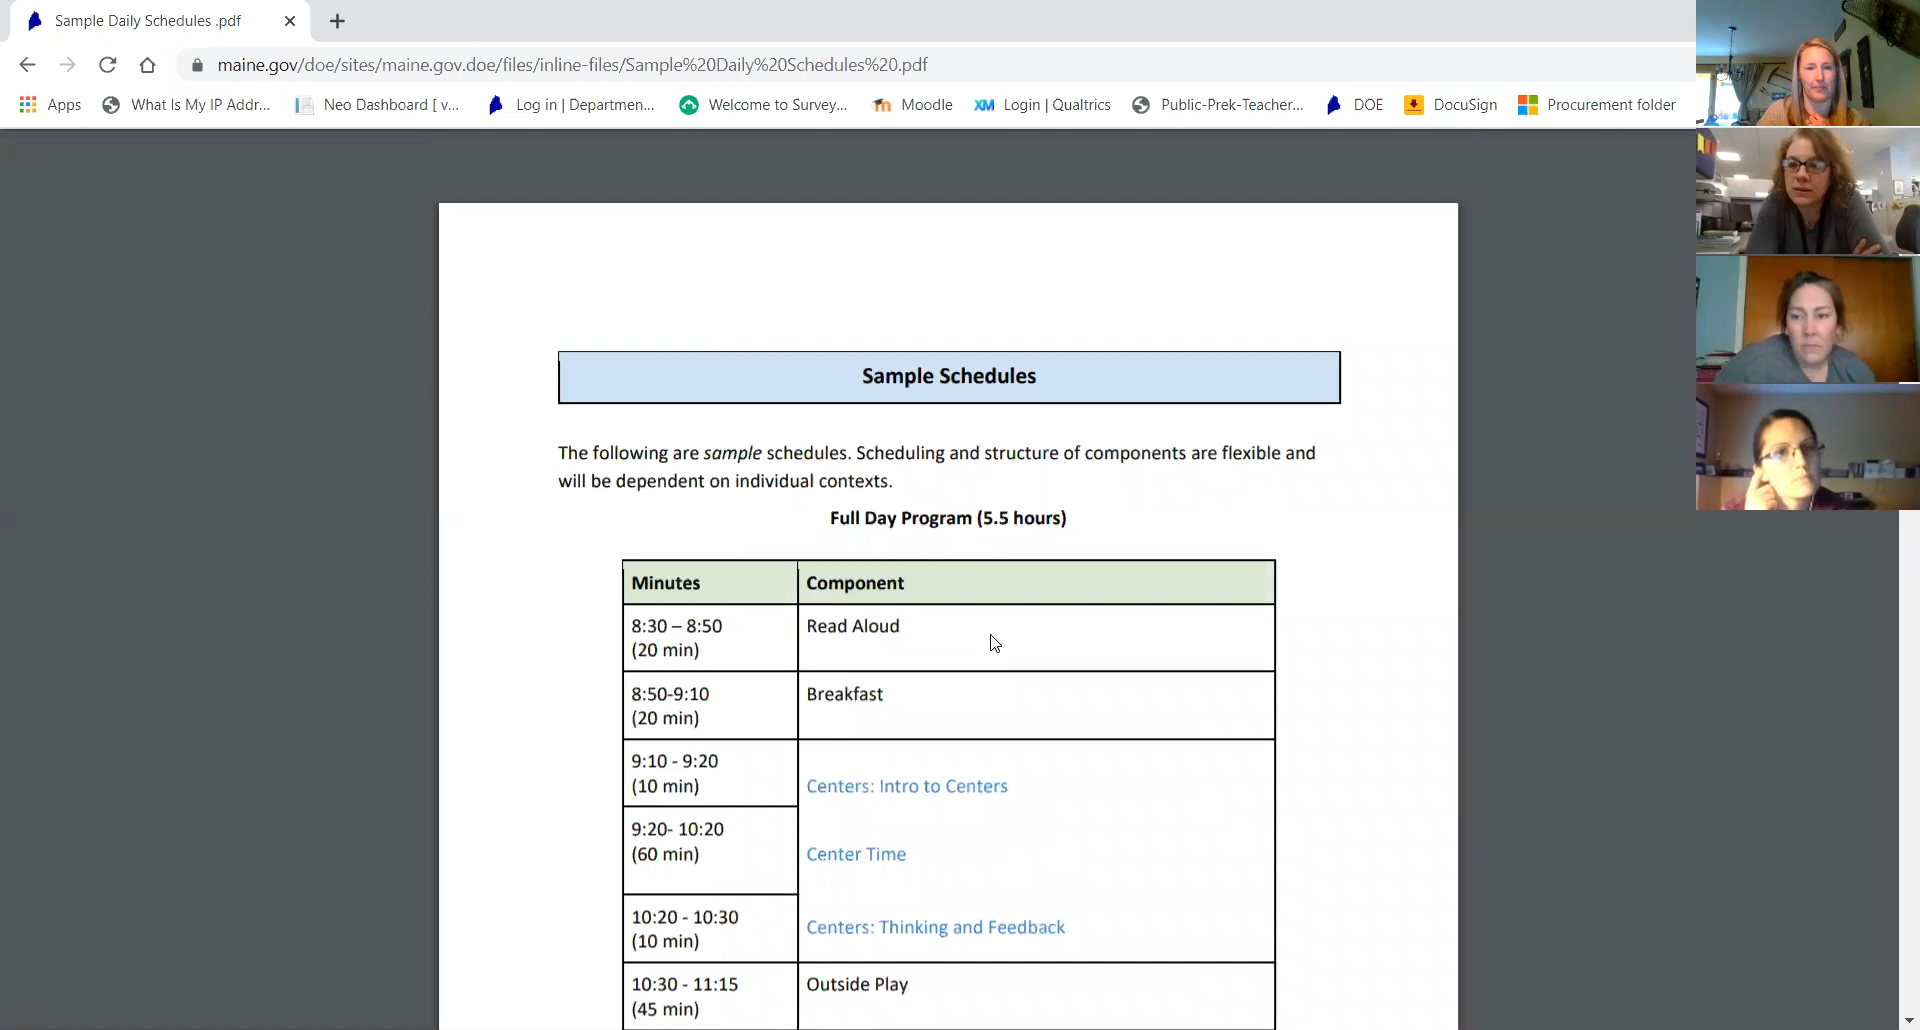 Sample Daily Schedules .pdf
maine.gov/doe/sites/maine.gov.doe/files/inline-files/Sample%20Daily%20Schedules%20.pdf
Apps What Is My IP Addr... Neo Dashboard [ v... Log in | Departmen... Welcome to Survey... Moodle XM Login | Qualtrics Public-Prek-Teacher... DOE DocuSign Procurement folder
Sample Schedules
The following are sample schedules. Scheduling and structure of components are flexible and
will be dependent on individual contexts.
Full Day Program (5.5 hours)
Minutes Component
8:30 – 8:50 Read Aloud
(20 min)
8:50-9:10 Breakfast
(20 min)
9:10 - 9:20
(10 min) Centers: Intro to Centers
9:20- 10:20
(60 min) Center Time
10:20 - 10:30
(10 min) Centers: Thinking and Feedback
10:30 - 11:15 Outside Play
(45 min)